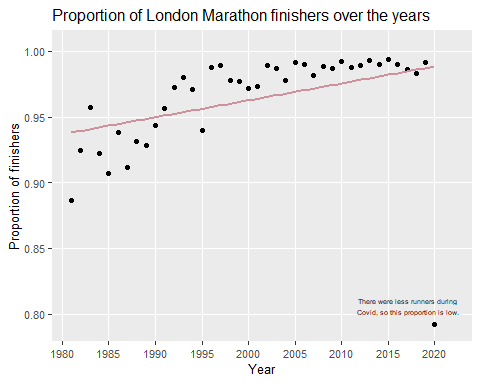 Proportion of London Marathon finishers over the years
1.00
0.95
0.90
0.85
0.80
Proportion of finishers
There were less runners during
Covid, so this proportion is low.
1980 1985 1990 1995 2000 2005 2010 2015 2020
Year